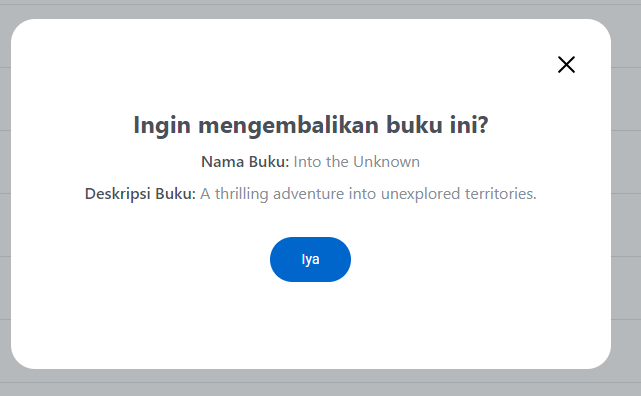 Ingin mengembalikan buku ini?
Nama Buku: Into the Unknown
Deskripsi Buku: A thrilling adventure into unexplored territories.
Iya